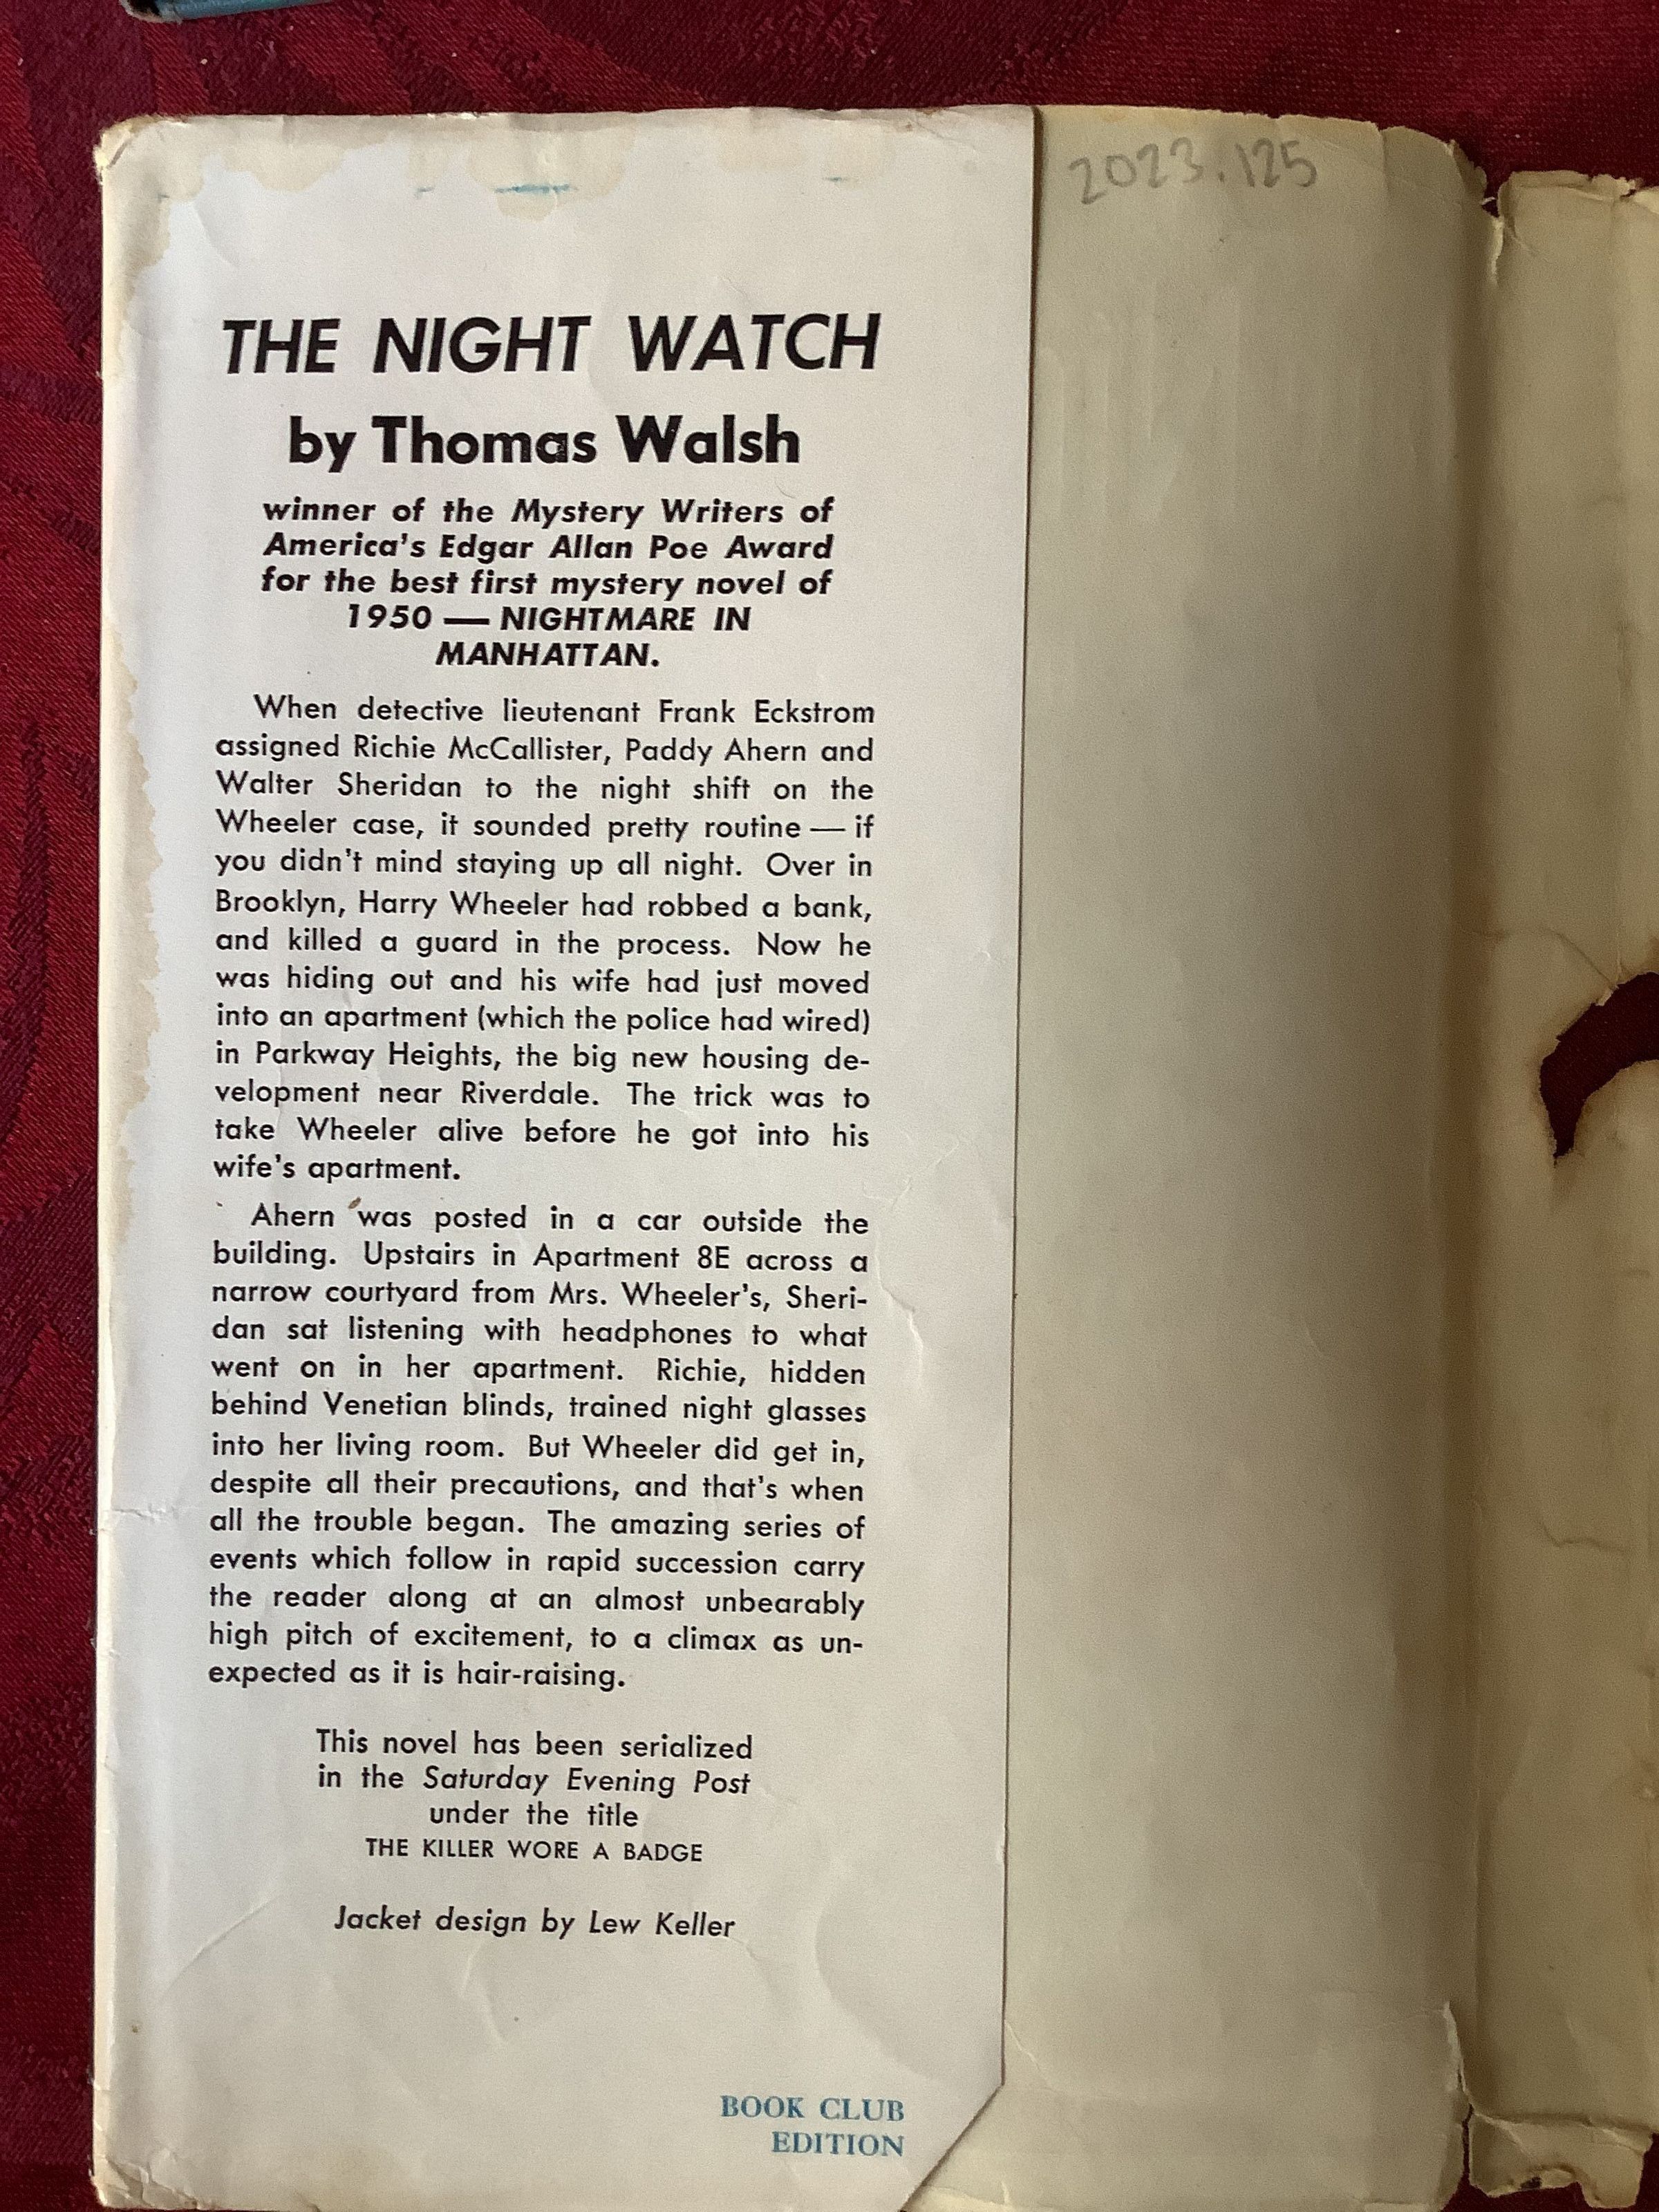 2023.125
THE NIGHT WATCH
by Thomas Walsh
winner of the Mystery Writers of
America's Edgar Allan Poe Award
for the best first mystery novel of
1950 — NIGHTMARE IN
MANHATTAN.
When detective lieutenant Frank Eckstrom
assigned Richie McCallister, Paddy Ahern and
Walter Sheridan to the night shift on the
Wheeler case, it sounded pretty routine — if
you didn't mind staying up all night. Over in
Brooklyn, Harry Wheeler had robbed a bank,
and killed a guard in the process. Now he
was hiding out and his wife had just moved
into an apartment (which the police had wired)
in Parkway Heights, the big new housing de-
velopment near Riverdale. The trick was to
take Wheeler alive before he got into his
wife's apartment.
Ahern was posted in a car outside the
building. Upstairs in Apartment 8E across a
narrow courtyard from Mrs. Wheeler's, Sheri-
dan sat listening with headphones to what
went on in her apartment. Richie, hidden
behind Venetian blinds, trained night glasses
into her living room. But Wheeler did get in,
despite all their precautions, and that's when
all the trouble began. The amazing series of
events which follow in rapid succession carry
the reader along at an almost unbearably
high pitch of excitement, to a climax as un-
expected as it is hair-raising.
This novel has been serialized
in the Saturday Evening Post
under the title
THE KILLER WORE A BADGE
Jacket design by Lew Keller
BOOK CLUB
EDITION